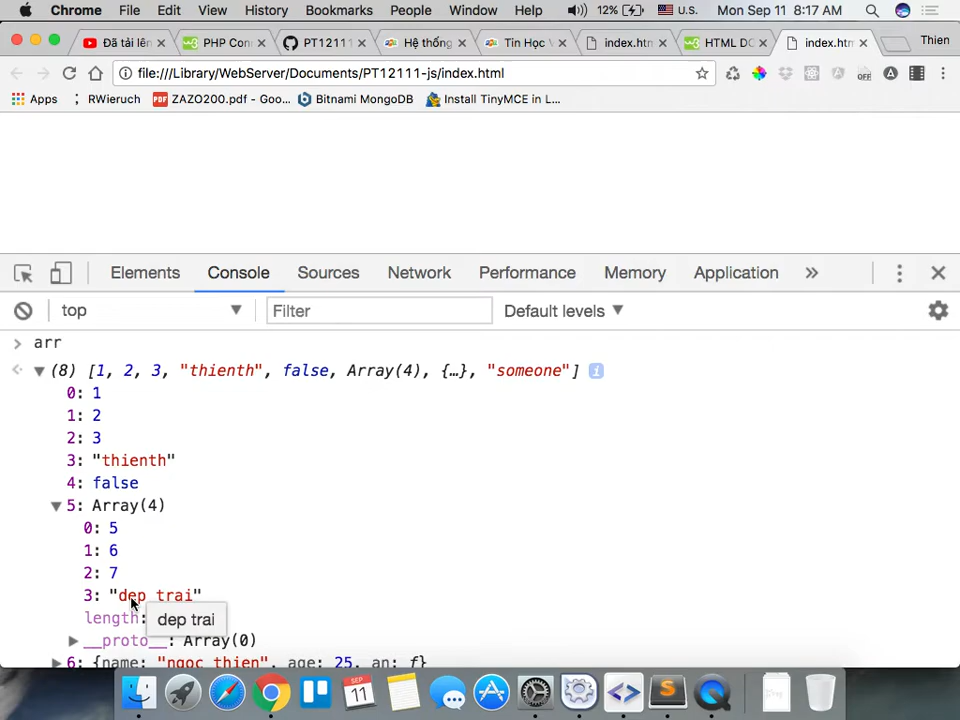 Chrome File Edit View History Bookmarks People Window Help 12% U.S. Mon Sep 11 8:17 AM
Đã tải lên PHP Con PT12111 Hệ thống Tin Học index.htm HTML DO index.htm Thien
file:///Library/WebServer/Documents/PT12111-js/index.html
Apps RWieruch ZAZO200.pdf - Goo... Bitnami MongoDB Install TinyMCE in L...
Elements Console Sources Network Performance Memory Application »
top Filter Default levels
> arr
(8) [1, 2, 3, "thienth", false, Array(4), {…}, "someone"] i
0: 1
1: 2
2: 3
3: "thienth"
4: false
5: Array(4)
0: 5
1: 6
2: 7
3: "dep trai"
length:
dep trai
__proto__: Array(0)
6: {name: "ngoc thien", age: 25, an: f}
SEP
11